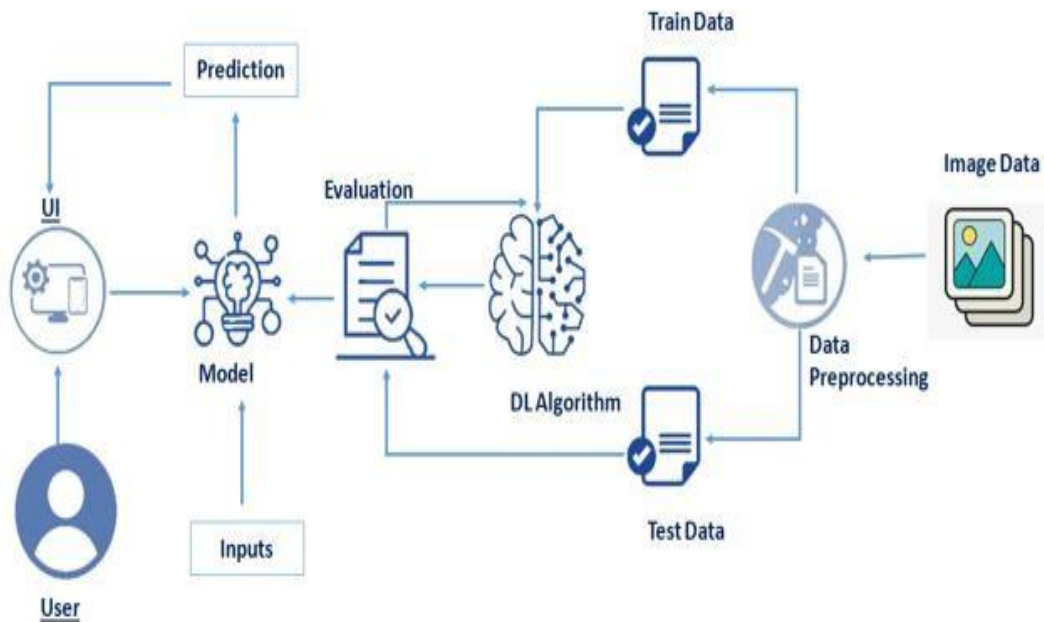 Train Data
Prediction
Image Data
Evaluation
UI
Data
Preprocessing
Model
DL Algorithm
Inputs
Test Data
User